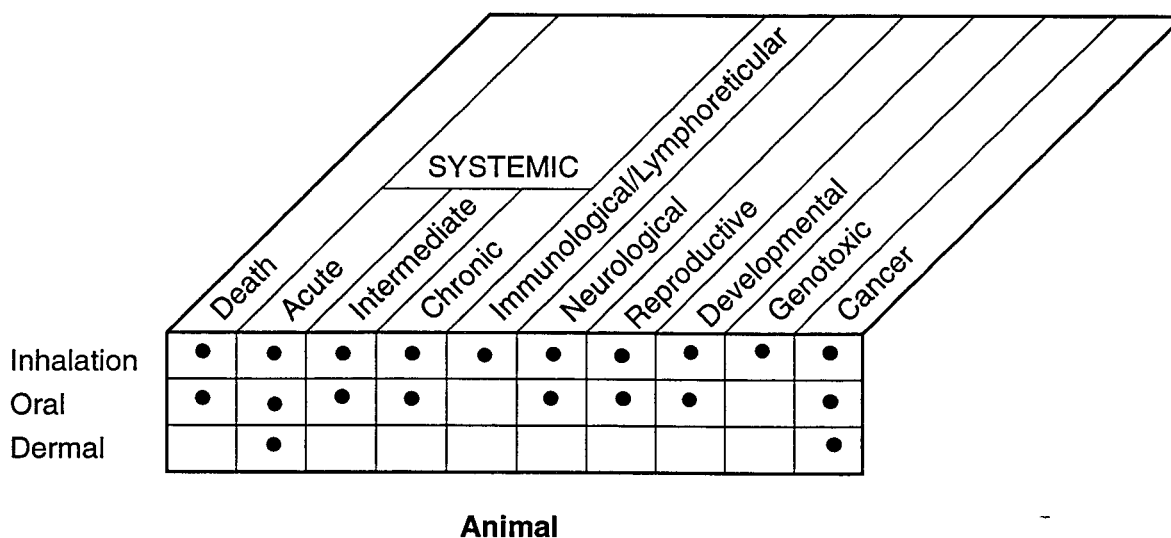 SYSTEMIC
Death
Acute
Intermediate
Chronic
Immunological/Lymphoreticular
Neurological
Reproductive
Developmental
Genotoxic
Cancer
Inhalation
Oral
Dermal
Animal